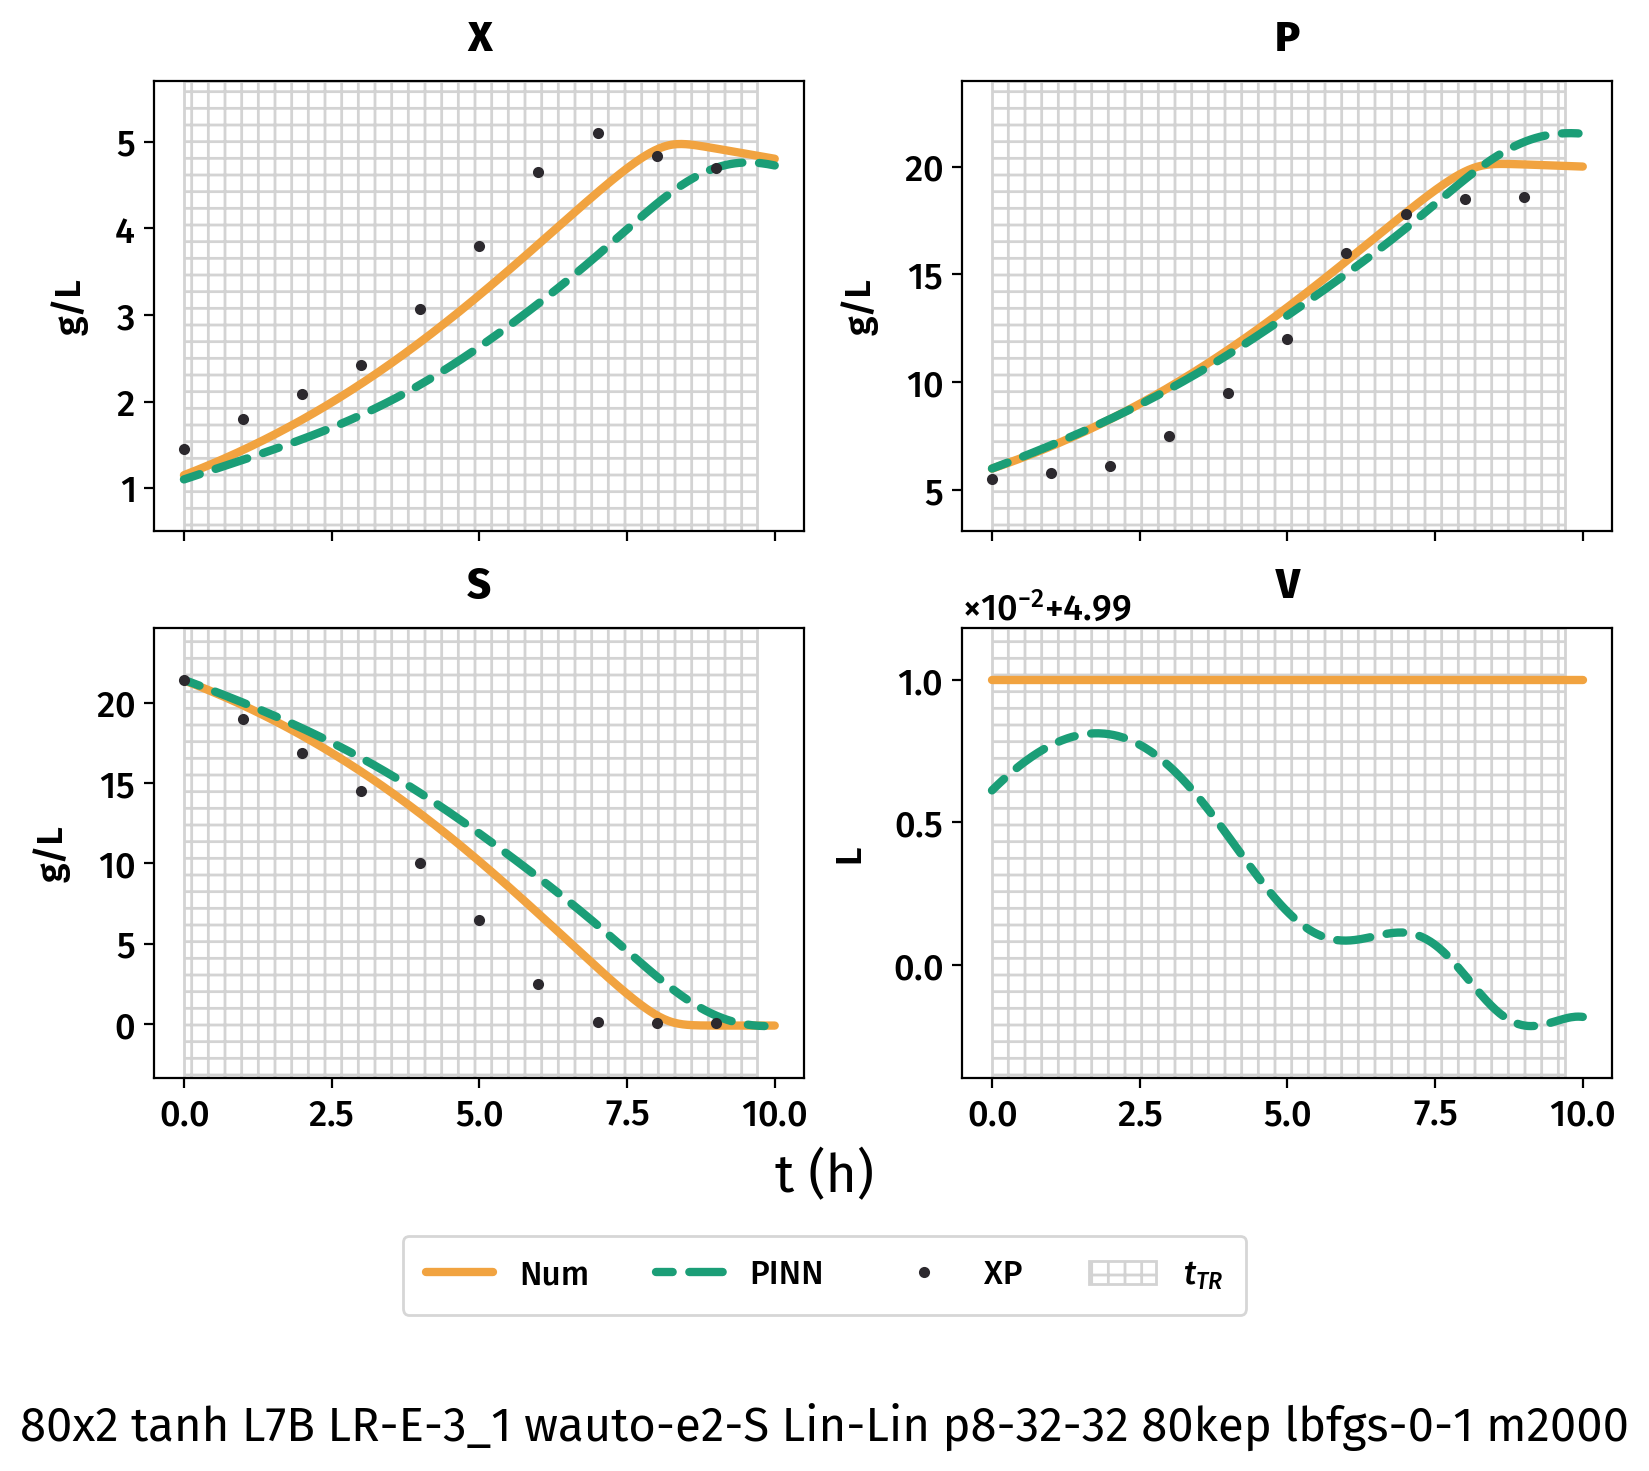 X
P
5
4
3
2
1
g/L
20
15
10
5
g/L
S
V
×10⁻²+4.99
20
15
10
5
0
g/L
1.0
0.5
0.0
L
0.0 2.5 5.0 7.5 10.0
0.0 2.5 5.0 7.5 10.0
t (h)
Num PINN XP t_TR
80x2 tanh L7B LR-E-3_1 wauto-e2-S Lin-Lin p8-32-32 80kep lbfgs-0-1 m2000